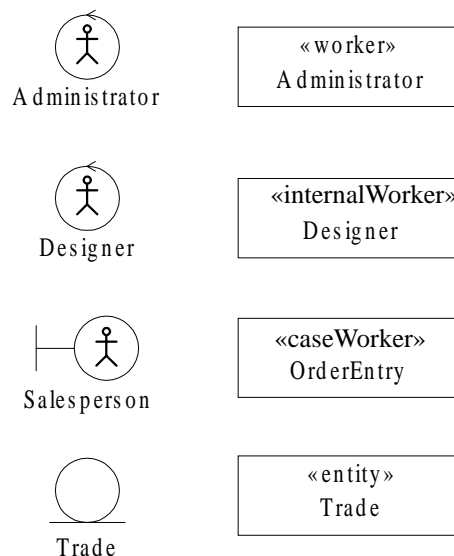 Administrator
«worker»
Administrator
Designer
«internalWorker»
Designer
Salesperson
«caseWorker»
OrderEntry
Trade
«entity»
Trade